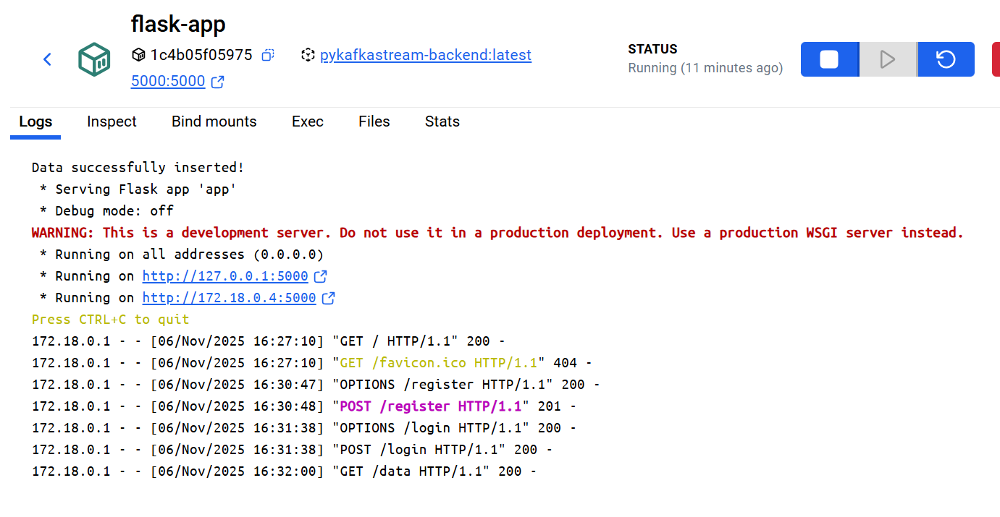 flask-app
1c4b05f05975 pykafkastream-backend:latest
5000:5000
STATUS
Running (11 minutes ago)
Logs Inspect Bind mounts Exec Files Stats
Data successfully inserted!
* Serving Flask app 'app'
* Debug mode: off
WARNING: This is a development server. Do not use it in a production deployment. Use a production WSGI server instead.
* Running on all addresses (0.0.0.0)
* Running on http://127.0.0.1:5000
* Running on http://172.18.0.4:5000
Press CTRL+C to quit
172.18.0.1 - - [06/Nov/2025 16:27:10] "GET / HTTP/1.1" 200 -
172.18.0.1 - - [06/Nov/2025 16:27:10] "GET /favicon.ico HTTP/1.1" 404 -
172.18.0.1 - - [06/Nov/2025 16:30:47] "OPTIONS /register HTTP/1.1" 200 -
172.18.0.1 - - [06/Nov/2025 16:30:48] "POST /register HTTP/1.1" 201 -
172.18.0.1 - - [06/Nov/2025 16:31:38] "OPTIONS /login HTTP/1.1" 200 -
172.18.0.1 - - [06/Nov/2025 16:31:38] "POST /login HTTP/1.1" 200 -
172.18.0.1 - - [06/Nov/2025 16:32:00] "GET /data HTTP/1.1" 200 -